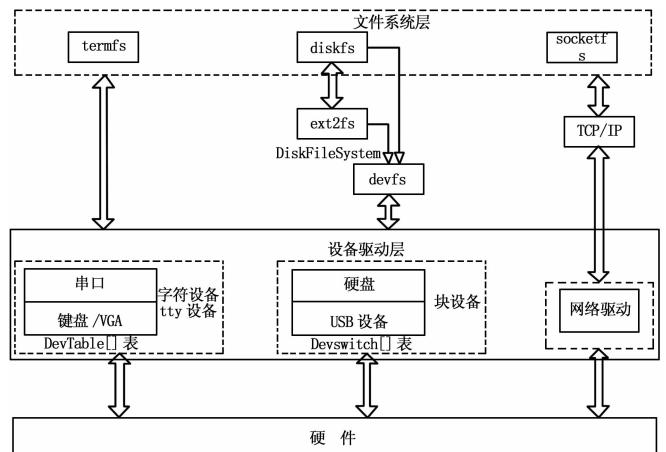 文件系统层
termfs
diskfs
socketf
s
ext2fs
TCP/IP
DiskFileSystem
devfs
设备驱动层
串口
键盘/VGA
字符设备
tty 设备
DevTable[] 表
硬盘
USB 设备
块设备
Devswitch[] 表
网络驱动
硬 件